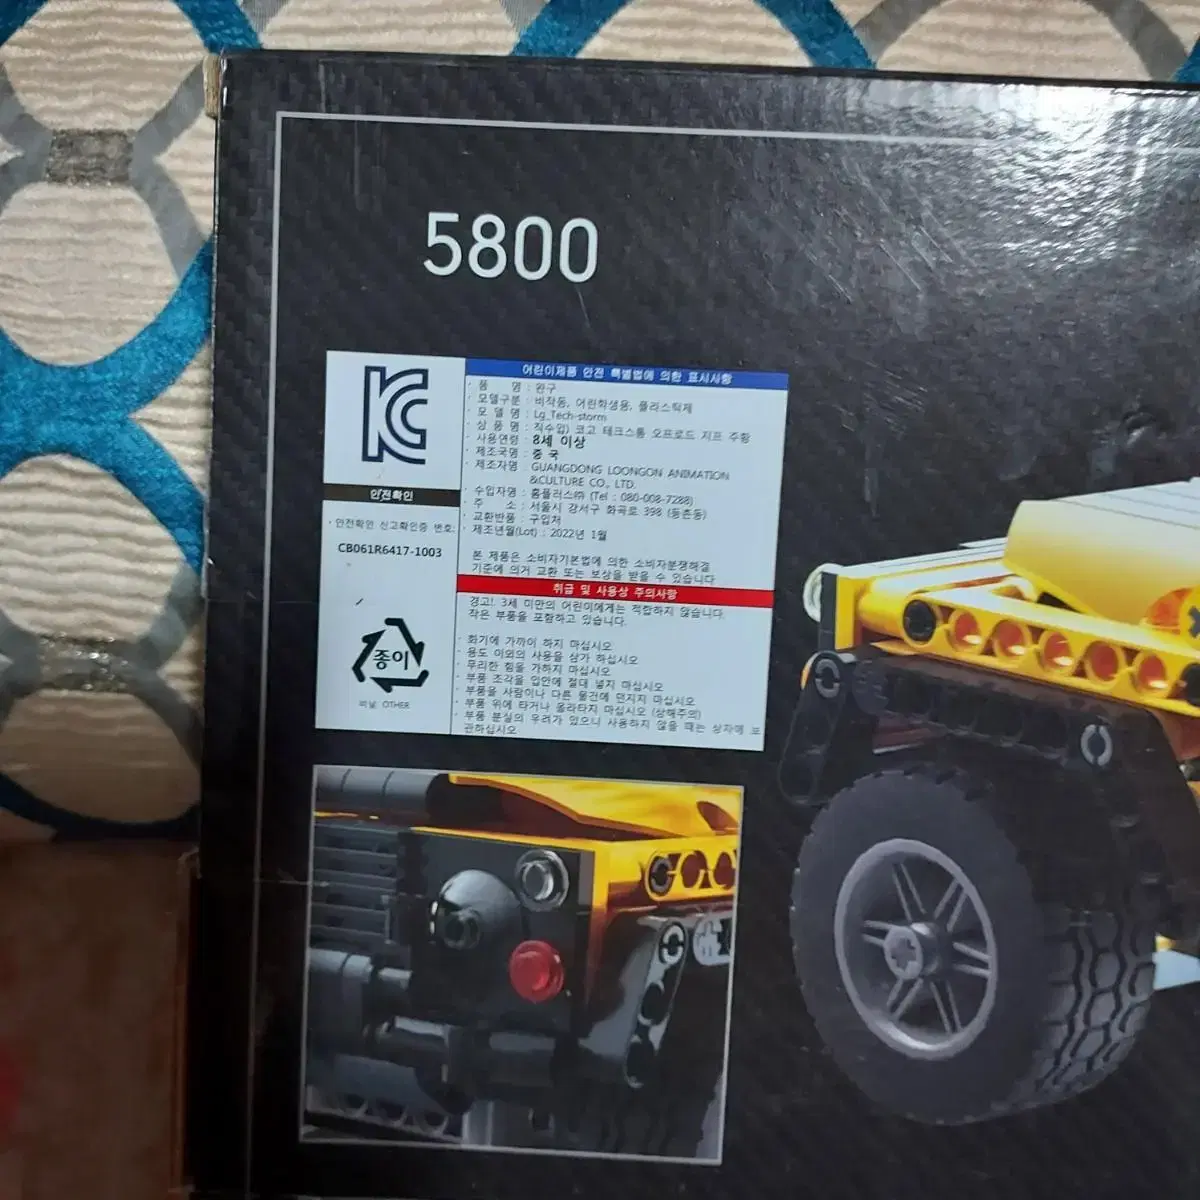 5800
KC
안전확인
· 안전확인 신고확인증 번호:
CB061R6417-1003
종이
비닐 OTHER
어린이제품 안전 특별법에 의한 표시사항
· 품 명 : 완구
· 모델구분 : 비작동, 어린학생용, 플라스틱제
· 모 델 명 : Lg_Tech-storm
· 상 품 명 : 직수입) 코고 테크스톰 오프로드 지프 주황
· 사용연령 : 8세 이상
· 제조국명 : 중 국
· 제조자명 : GUANGDONG LOONGON ANIMATION
&CULTURE CO., LTD.
· 수입자명 : 홈플러스㈜ (Tel : 080-008-7288)
· 주 소 : 서울시 강서구 화곡로 398 (등촌동)
· 교환반품 : 구입처
· 제조년월(Lot) : 2022년 1월
본 제품은 소비자기본법에 의한 소비자분쟁해결
기준에 의거 교환 또는 보상을 받을 수 있습니다
취급 및 사용상 주의사항
경고! 3세 미만의 어린이에게는 적합하지 않습니다.
작은 부품을 포함하고 있습니다.
· 화기에 가까이 하지 마십시오
· 용도 이외의 사용을 삼가 하십시오
· 무리한 힘을 가하지 마십시오
· 부품 조각을 입안에 절대 넣지 마십시오
· 부품을 사람이나 다른 물건에 던지지 마십시오
· 부품 위에 타거나 올라타지 마십시오 (상해주의)
· 부품 분실의 우려가 있으니 사용하지 않을 때는 상자에 보
관하십시오